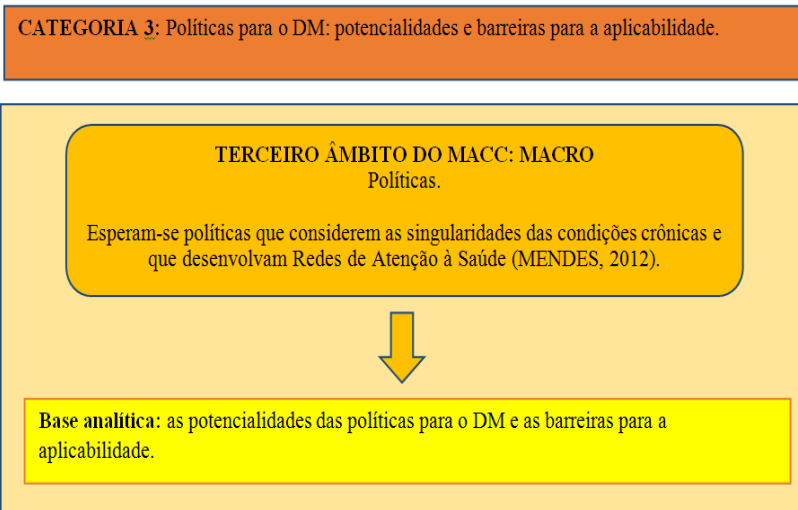 CATEGORIA 3: Políticas para o DM: potencialidades e barreiras para a aplicabilidade.
TERCEIRO ÂMBITO DO MACC: MACRO
Políticas.
Esperam-se políticas que considerem as singularidades das condições crônicas e
que desenvolvam Redes de Atenção à Saúde (MENDES, 2012).
Base analítica: as potencialidades das políticas para o DM e as barreiras para a
aplicabilidade.